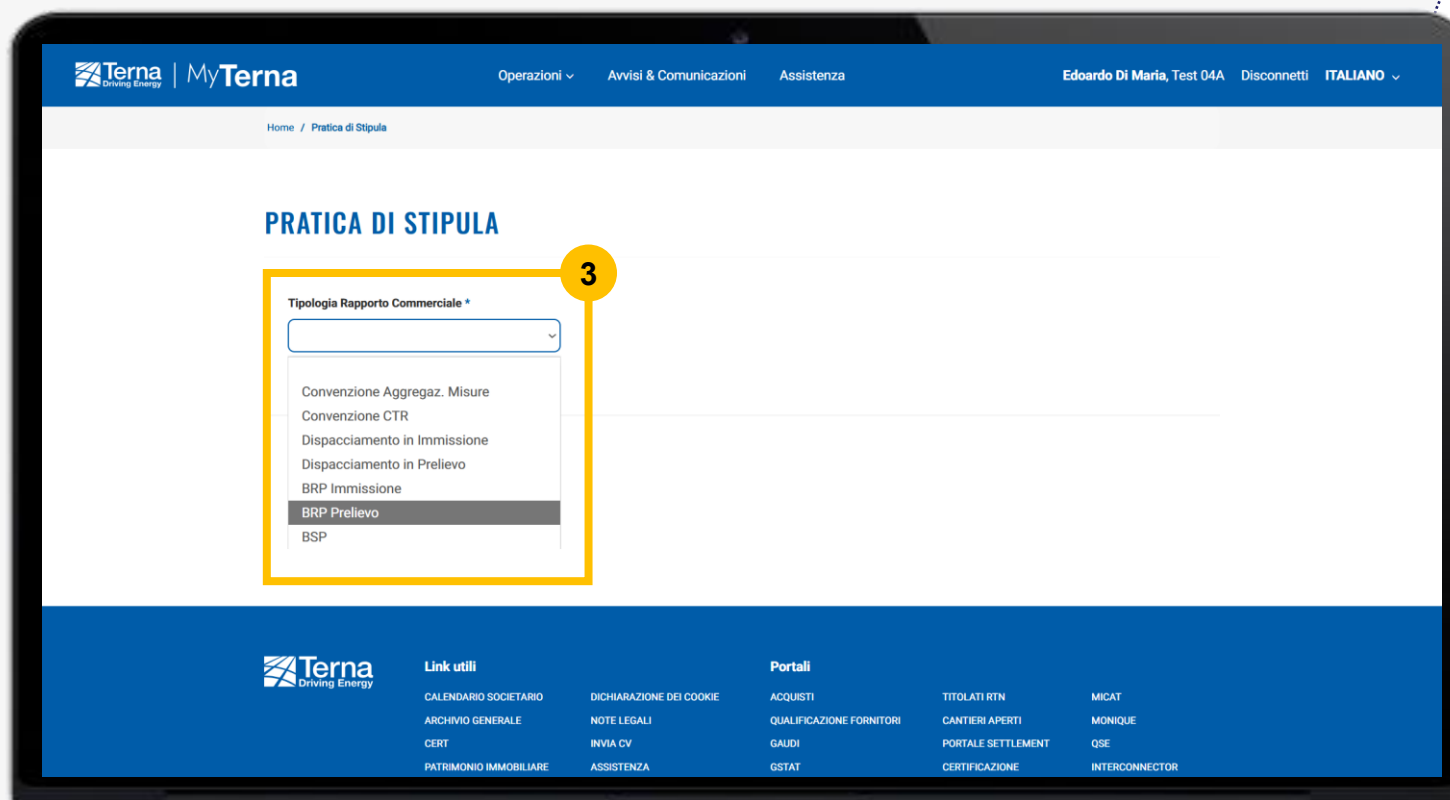 Terna
Driving Energy
MyTerna
Operazioni
Avvisi & Comunicazioni
Assistenza
Edoardo Di Maria, Test 04A
Disconnetti
ITALIANO
Home / Pratica di Stipula
PRATICA DI STIPULA
3
Tipologia Rapporto Commerciale *
Convenzione Aggregaz. Misure
Convenzione CTR
Dispacciamento in Immissione
Dispacciamento in Prelievo
BRP Immissione
BRP Prelievo
BSP
Terna
Driving Energy
Link utili
CALENDARIO SOCIETARIO
ARCHIVIO GENERALE
CERT
PATRIMONIO IMMOBILIARE
DICHIARAZIONE DEI COOKIE
NOTE LEGALI
INVIA CV
ASSISTENZA
Portali
ACQUISTI
QUALIFICAZIONE FORNITORI
GAUDI
GSTAT
TITOLATI RTN
CANTIERI APERTI
PORTALE SETTLEMENT
CERTIFICAZIONE
MICAT
MONIQUE
QSE
INTERCONNECTOR